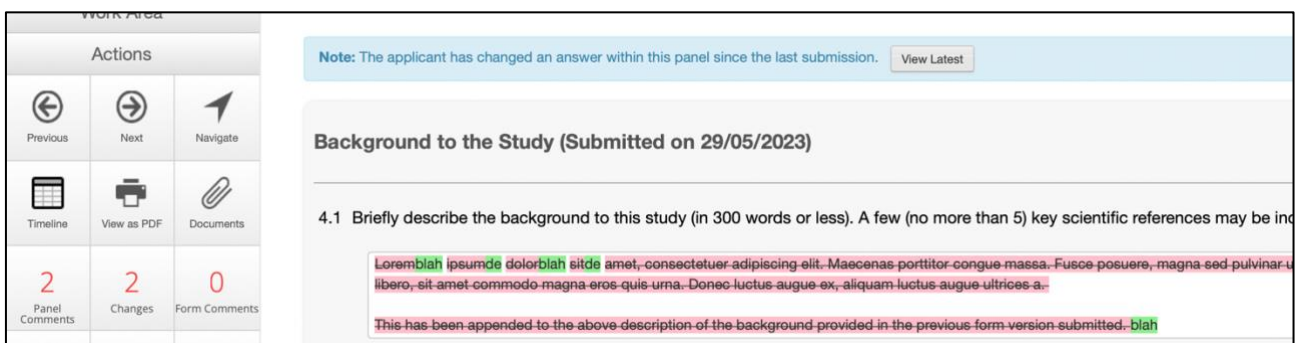 Work Area
Actions
Previous Next Navigate
Timeline View as PDF Documents
2 2 0
Panel Comments Changes Form Comments
Note: The applicant has changed an answer within this panel since the last submission. View Latest
Background to the Study (Submitted on 29/05/2023)
4.1 Briefly describe the background to this study (in 300 words or less). A few (no more than 5) key scientific references may be
Loremblah ipsumde dolorblah sitde amet, consectetuer adipiscing elit. Maecenas porttitor congue massa. Fusce posuere, magna sed pulvinar
libero, sit amet commodo magna eros quis urna. Donec luctus augue ex, aliquam luctus augue ultrices a.
This has been appended to the above description of the background provided in the previous form version submitted. blah